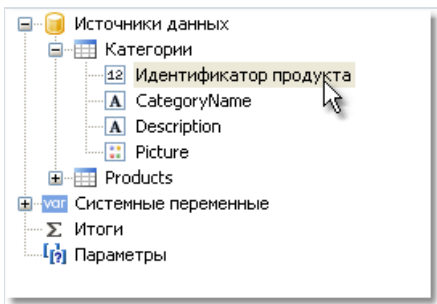 Источники данных
Категории
12 Идентификатор продукта
A CategoryName
A Description
Picture
Products
var Системные переменные
Σ Итоги
[?] Параметры